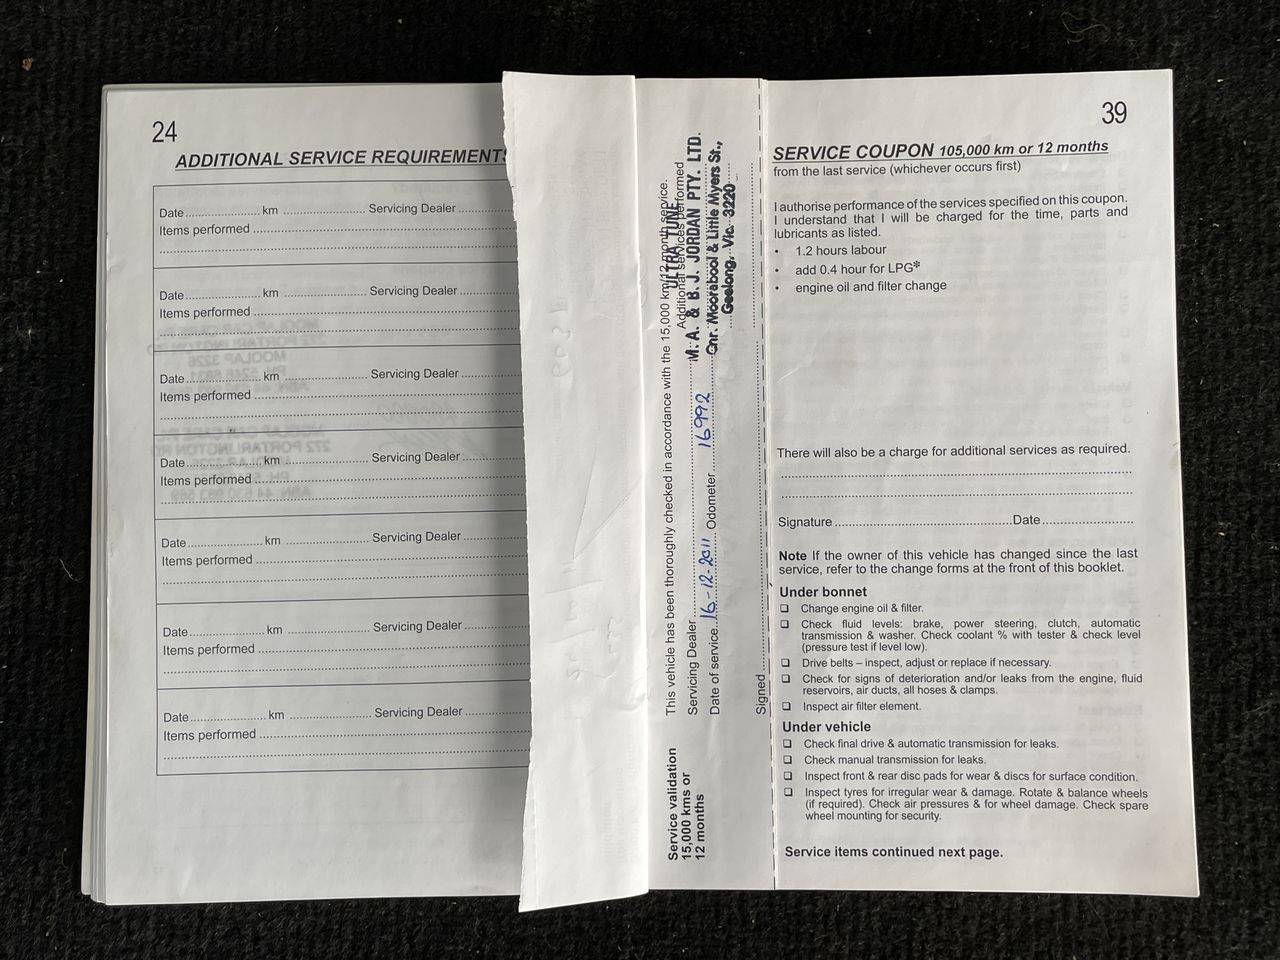 24
ADDITIONAL SERVICE REQUIREMENTS
Date.................... km ...................... Servicing Dealer
Items performed
Date.................... km ...................... Servicing Dealer
Items performed
Date.................... km ...................... Servicing Dealer
Items performed
Date.................... km ...................... Servicing Dealer
Items performed
Date.................... km ...................... Servicing Dealer
Items performed
Date.................... km ...................... Servicing Dealer
Items performed
Date.................... km ...................... Servicing Dealer
Items performed
Service validation
15,000 kms or
12 months
This vehicle has been thoroughly checked in accordance with the 15,000 km/12 month service.
ULTRA TUNE
Additional services performed
Servicing Dealer
M. A. & B. J. JORDAN PTY. LTD.
Date of service 16-12-2011 Odometer 16992
Cnr. Moorabool & Little Myers St.,
Geelong, Vic. 3220
Signed
39
SERVICE COUPON 105,000 km or 12 months
from the last service (whichever occurs first)
I authorise performance of the services specified on this coupon.
I understand that I will be charged for the time, parts and
lubricants as listed.
• 1.2 hours labour
• add 0.4 hour for LPG*
• engine oil and filter change
There will also be a charge for additional services as required.
Signature ................................................ Date........................
Note If the owner of this vehicle has changed since the last
service, refer to the change forms at the front of this booklet.
Under bonnet
❑ Change engine oil & filter.
❑ Check fluid levels: brake, power steering, clutch, automatic
transmission & washer. Check coolant % with tester & check level
(pressure test if level low).
❑ Drive belts – inspect, adjust or replace if necessary.
❑ Check for signs of deterioration and/or leaks from the engine, fluid
reservoirs, air ducts, all hoses & clamps.
❑ Inspect air filter element.
Under vehicle
❑ Check final drive & automatic transmission for leaks.
❑ Check manual transmission for leaks.
❑ Inspect front & rear disc pads for wear & discs for surface condition.
❑ Inspect tyres for irregular wear & damage. Rotate & balance wheels
(if required). Check air pressures & for wheel damage. Check spare
wheel mounting for security.
Service items continued next page.